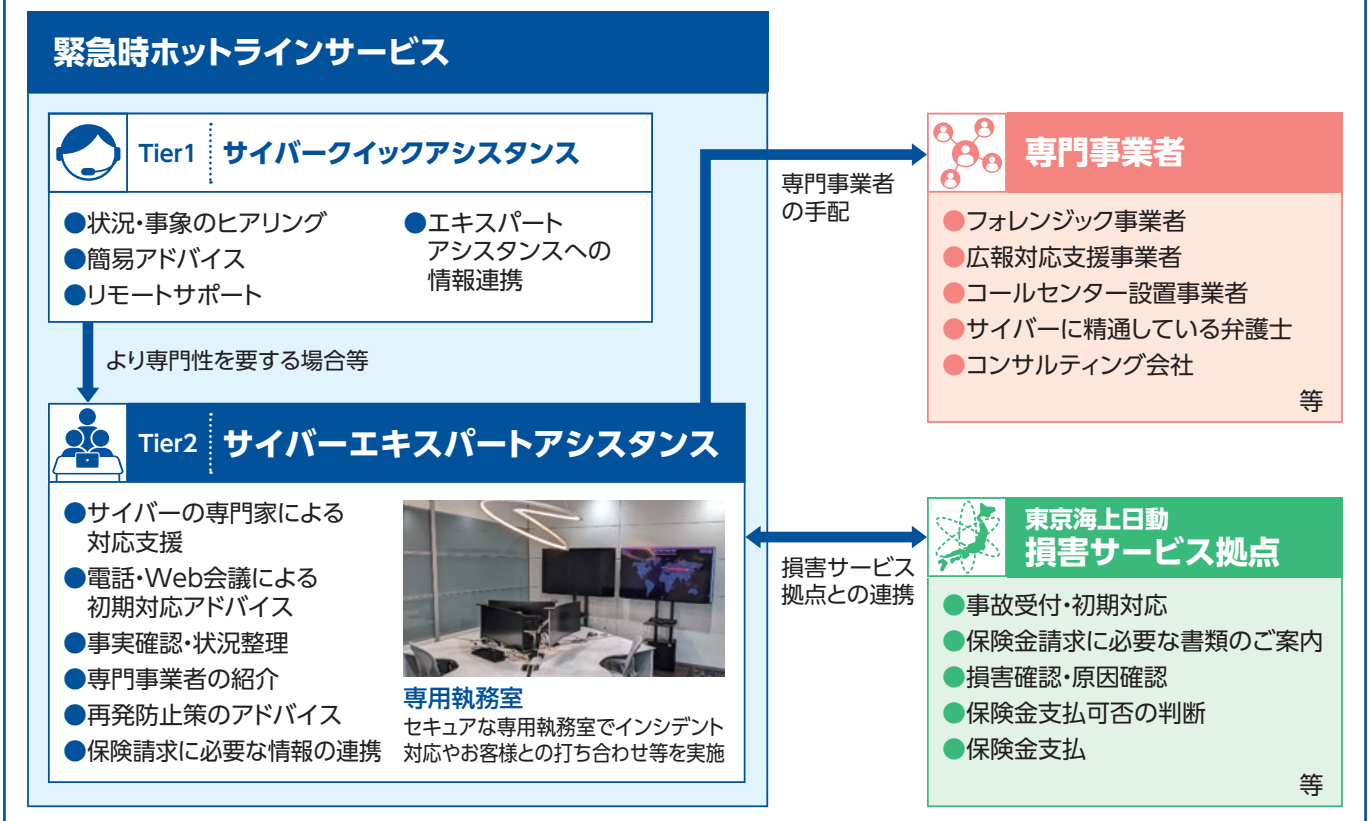 緊急時ホットラインサービス
Tier1 サイバークイックアシスタンス
●状況・事象のヒアリング
●簡易アドバイス
●リモートサポート
●エキスパート
アシスタンスへの
情報連携
より専門性を要する場合等
Tier2 サイバーエキスパートアシスタンス
●サイバーの専門家による
対応支援
●電話・Web会議による
初期対応アドバイス
●事実確認・状況整理
●専門事業者の紹介
●再発防止策のアドバイス
●保険請求に必要な情報の連携
専用執務室
セキュアな専用執務室でインシデント
対応やお客様との打ち合わせ等を実施
専門事業者
の手配
専門事業者
●フォレンジック事業者
●広報対応支援事業者
●コールセンター設置事業者
●サイバーに精通している弁護士
●コンサルティング会社
等
損害サービス
拠点との連携
東京海上日動
損害サービス拠点
●事故受付・初期対応
●保険金請求に必要な書類のご案内
●損害確認・原因確認
●保険金支払可否の判断
●保険金支払
等